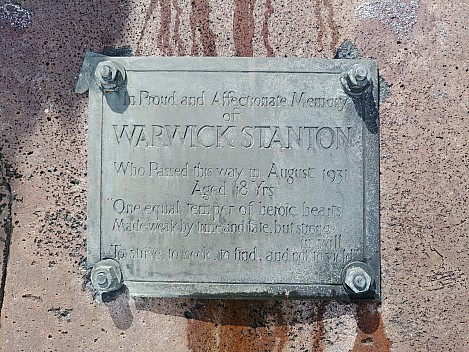 In Proud and Affectionate Memory
of
WARWICK STANTON
Who Passed this way in August 1931
Aged 18 Yrs
"One equal temper of heroic hearts
Made weak by time and fate, but strong
in will
To strive, to seek, to find, and not to yield"